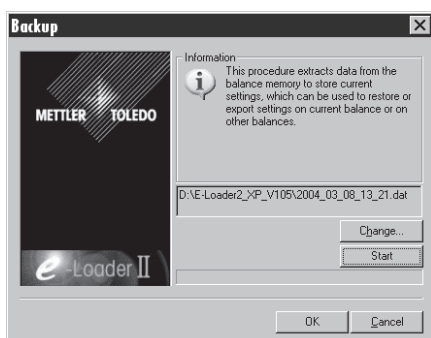 Backup
METTLER TOLEDO
e-Loader II
Information
This procedure extracts data from the
balance memory to store current
settings, which can be used to restore or
export settings on current balance or on
other balances.
D:\E-Loader2_XP_V105\2004_03_08_13_21.dat
Change...
Start
OK
Cancel